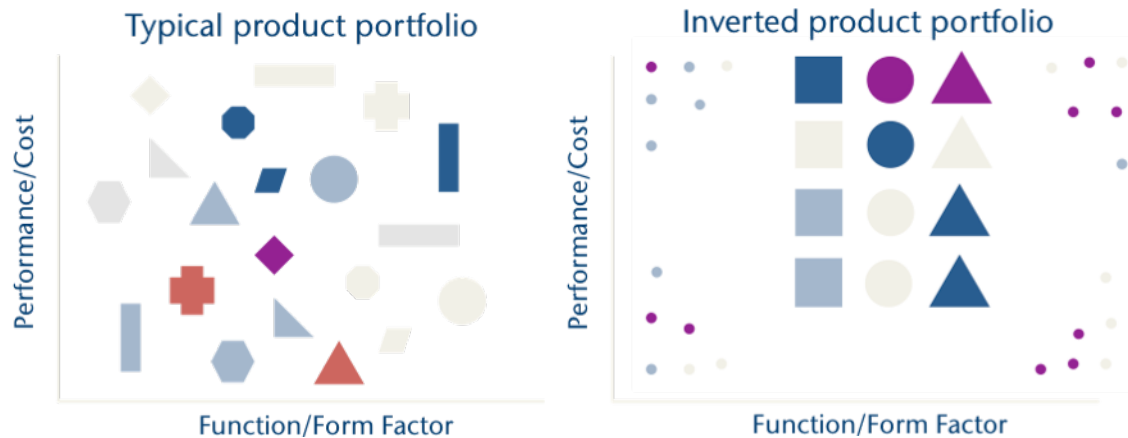 Typical product portfolio
Performance/Cost
Function/Form Factor
Inverted product portfolio
Performance/Cost
Function/Form Factor